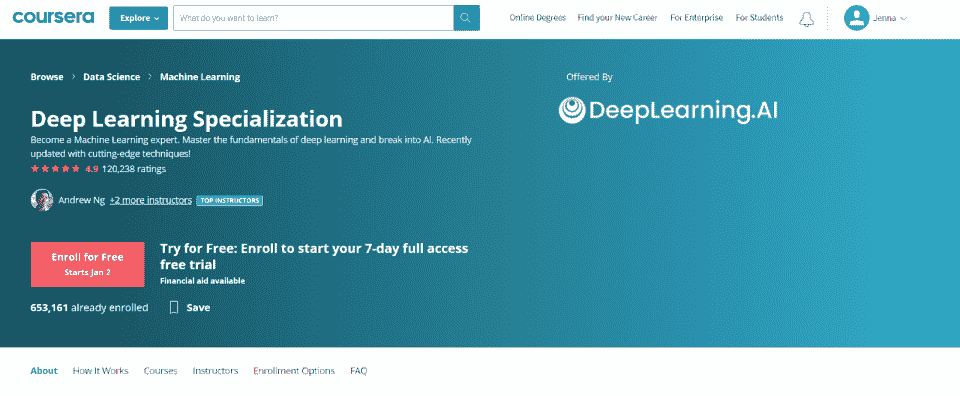 coursera
Explore
What do you want to learn?
Online Degrees
Find your New Career
For Enterprise
For Students
Jenna
Browse > Data Science > Machine Learning
Offered By
DeepLearning.AI
Deep Learning Specialization
Become a Machine Learning expert. Master the fundamentals of deep learning and break into AI. Recently
updated with cutting-edge techniques!
4.9 120,238 ratings
Andrew Ng +2 more instructors TOP INSTRUCTORS
Enroll for Free
Starts Jan 2
Try for Free: Enroll to start your 7-day full access
free trial
Financial aid available
653,161 already enrolled
Save
About
How It Works
Courses
Instructors
Enrollment Options
FAQ